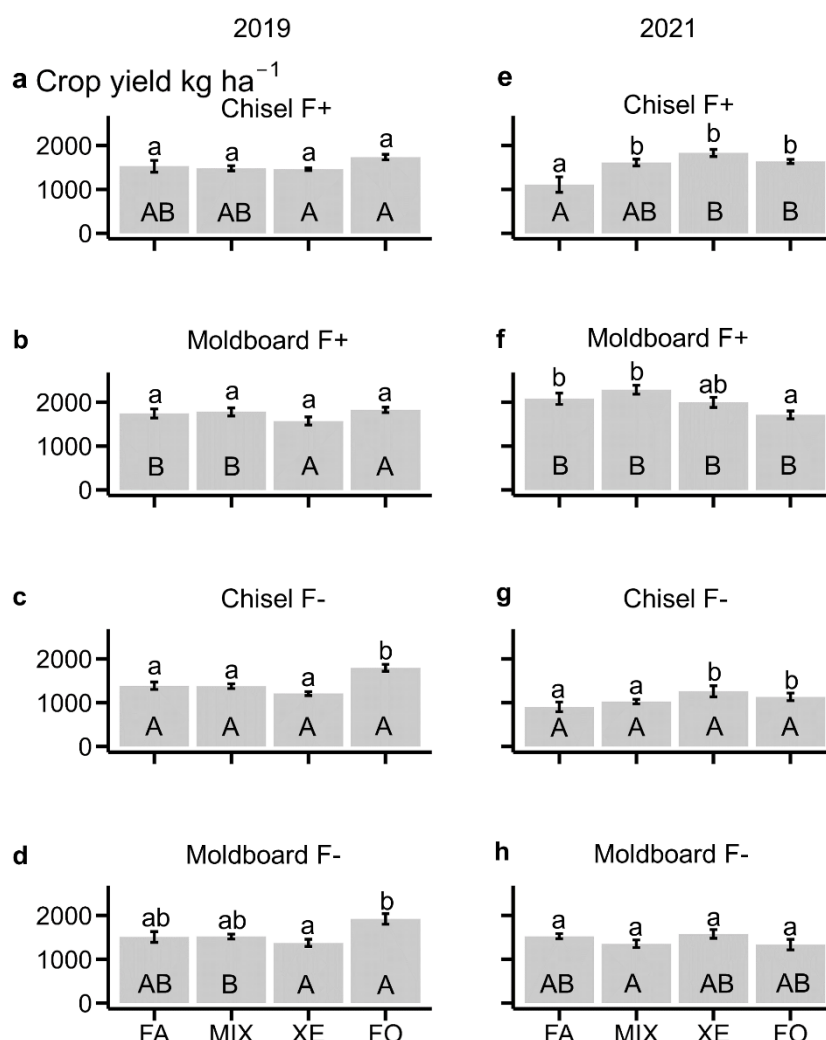 2019
2021
a Crop yield kg ha⁻¹
Chisel F+
2000
1000
0
a a a a
AB AB A A
e
Chisel F+
a b b b
A AB B B
b
Moldboard F+
2000
1000
0
a a a a
B B A A
f
Moldboard F+
b b ab a
B B B B
c
Chisel F-
2000
1000
0
a a a b
A A A A
g
Chisel F-
a a b b
A A A A
d
Moldboard F-
2000
1000
0
ab ab a b
AB B A A
FA MIX XE FO
h
Moldboard F-
a a a a
AB A AB AB
FA MIX XE FO